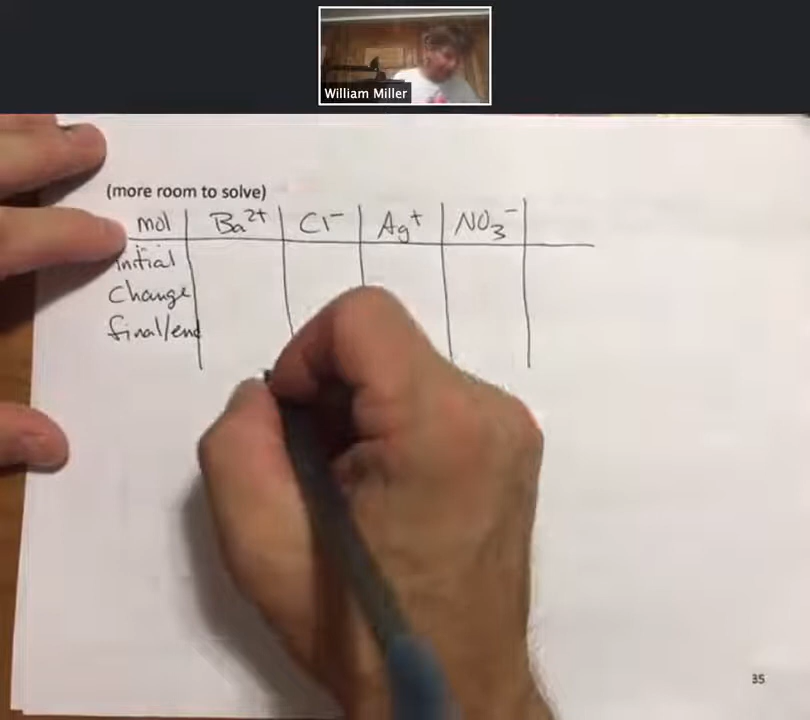 William Miller
(more room to solve)
mol Ba²⁺ Cl⁻ Ag⁺ NO₃⁻
initial
Change
final/end
35